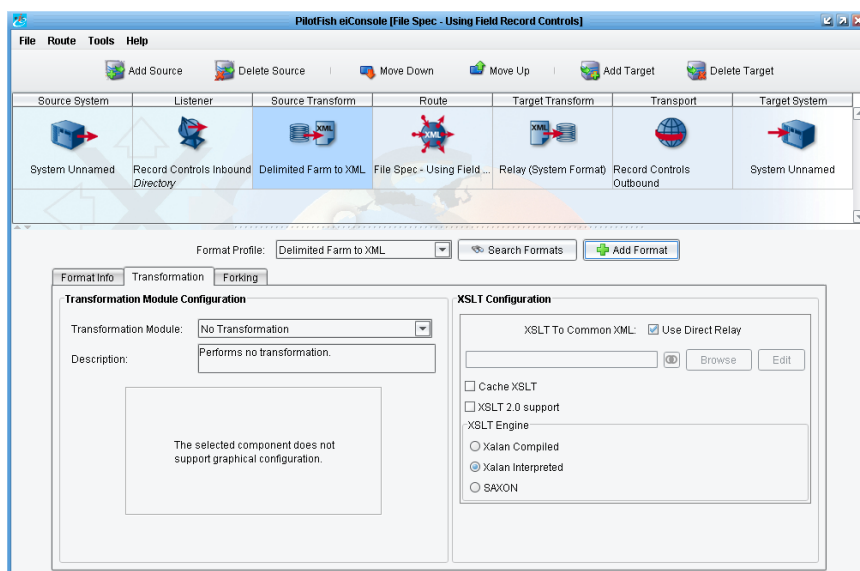 PilotFish eiConsole [File Spec - Using Field Record Controls]
File Route Tools Help
Add Source Delete Source Move Down Move Up Add Target Delete Target
Source System Listener Source Transform Route Target Transform Transport Target System
XML XML XML
System Unnamed Record Controls Inbound Delimited Farm to XML File Spec - Using Field ... Relay (System Format) Record Controls System Unnamed
Directory Outbound
Format Profile: Delimited Farm to XML Search Formats Add Format
Format Info Transformation Forking
Transformation Module Configuration XSLT Configuration
Transformation Module: No Transformation XSLT To Common XML: Use Direct Relay
Description: Performs no transformation. Browse Edit
Cache XSLT
XSLT 2.0 support
XSLT Engine
The selected component does not
support graphical configuration.
Xalan Compiled
Xalan Interpreted
SAXON